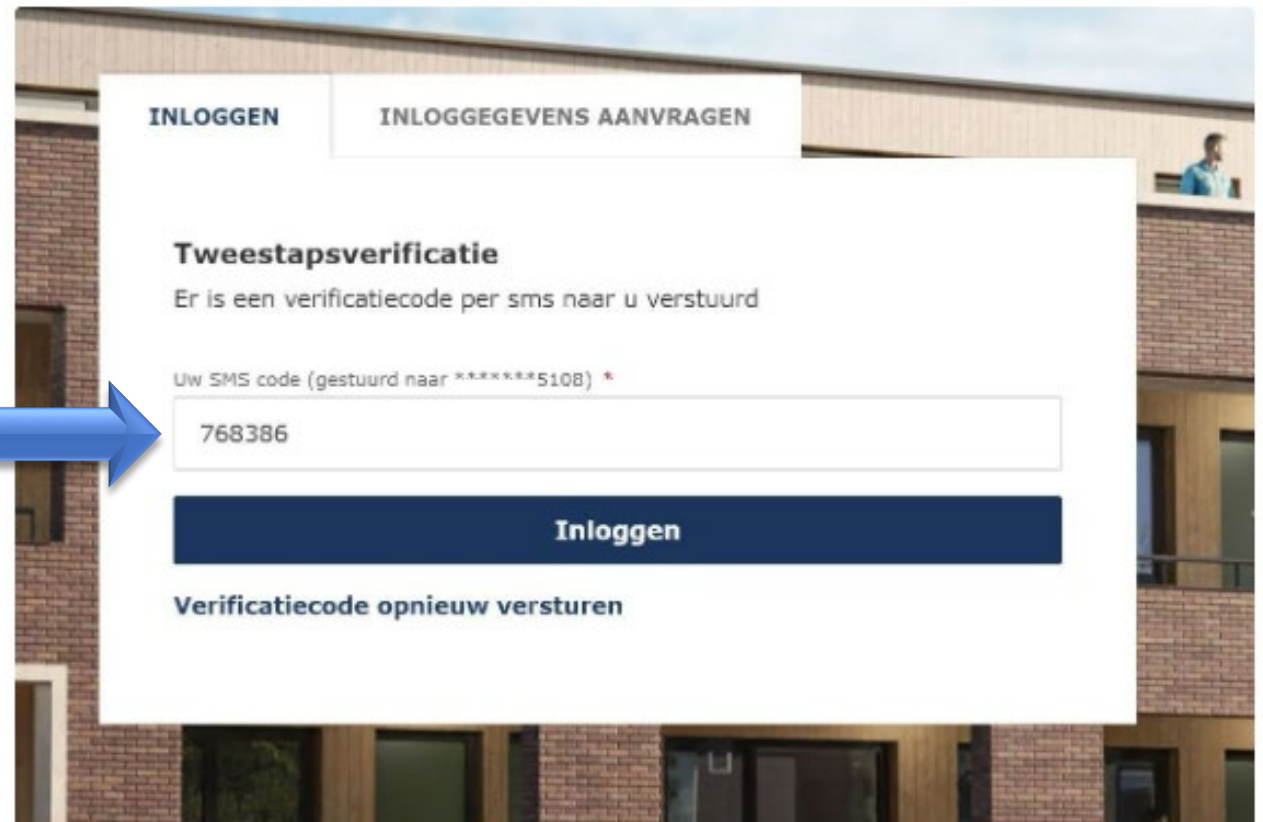 INLOGGEN
INLOGGEGEVENS AANVRAGEN
Tweestapsverificatie
Er is een verificatiecode per sms naar u verstuurd
Uw SMS code (gestuurd naar *******5108) *
768386
Inloggen
Verificatiecode opnieuw versturen